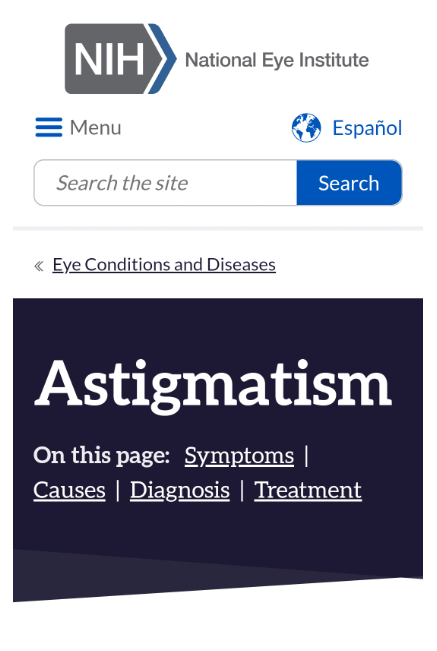 NIH National Eye Institute
Menu
Español
Search the site
Search
« Eye Conditions and Diseases
Astigmatism
On this page: Symptoms |
Causes | Diagnosis | Treatment